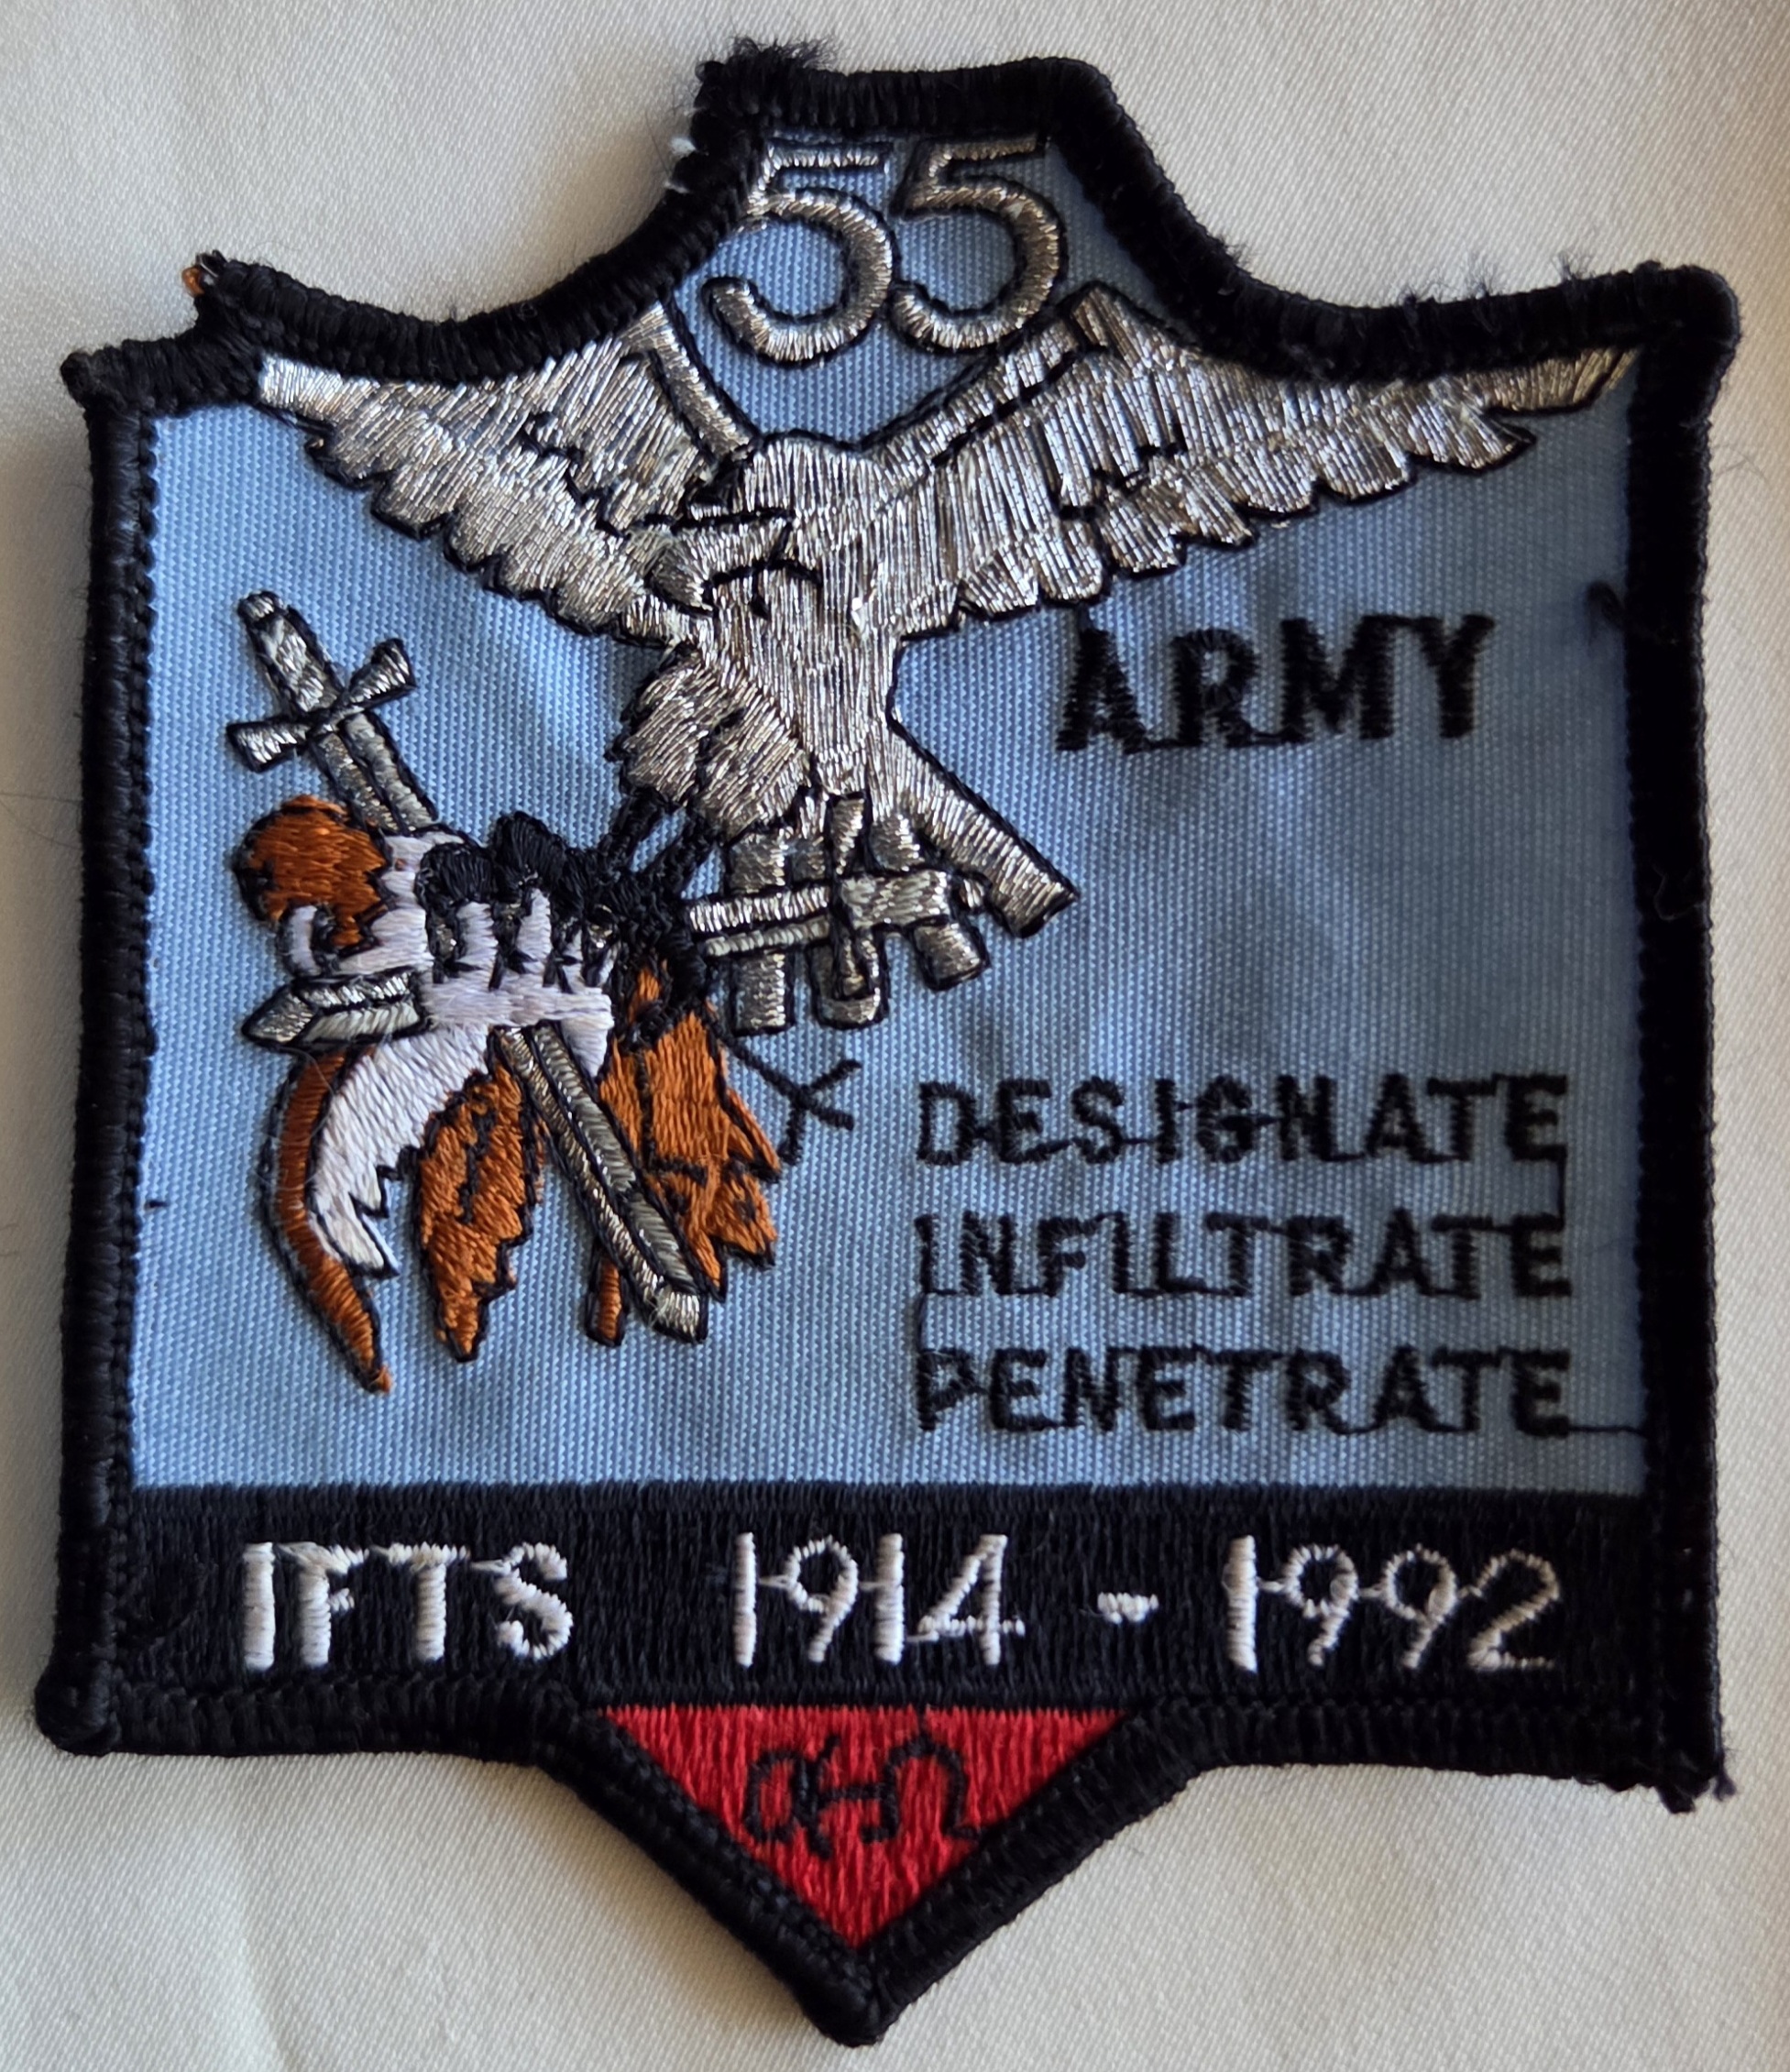 55
ARMY
DESIGNATE
INFILTRATE
PENETRATE
IFTS 1914 - 1992